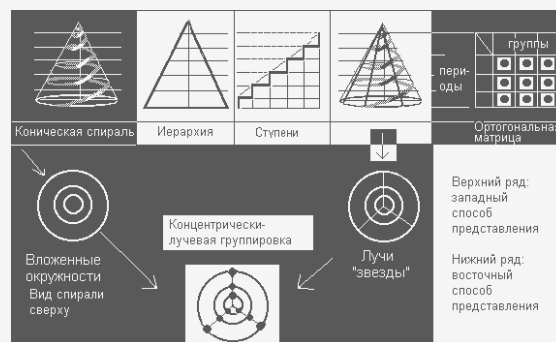 группы
пери-
оды
Коническая спираль
Иерархия
Ступени
Ортогональная
матрица
Концентрически-
лучевая группировка
Вложенные
окружности
Вид спирали
сверху
Лучи
"звезды"
Верхний ряд:
западный
способ
представления
Нижний ряд:
восточный
способ
представления